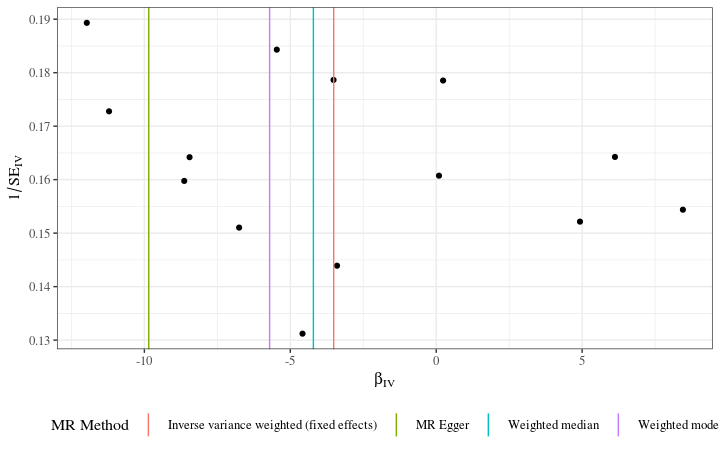 0.19
0.18
0.17
0.16
0.15
0.14
0.13
1/SE_IV
-10 -5 0 5
β_IV
MR Method Inverse variance weighted (fixed effects) MR Egger Weighted median Weighted mode